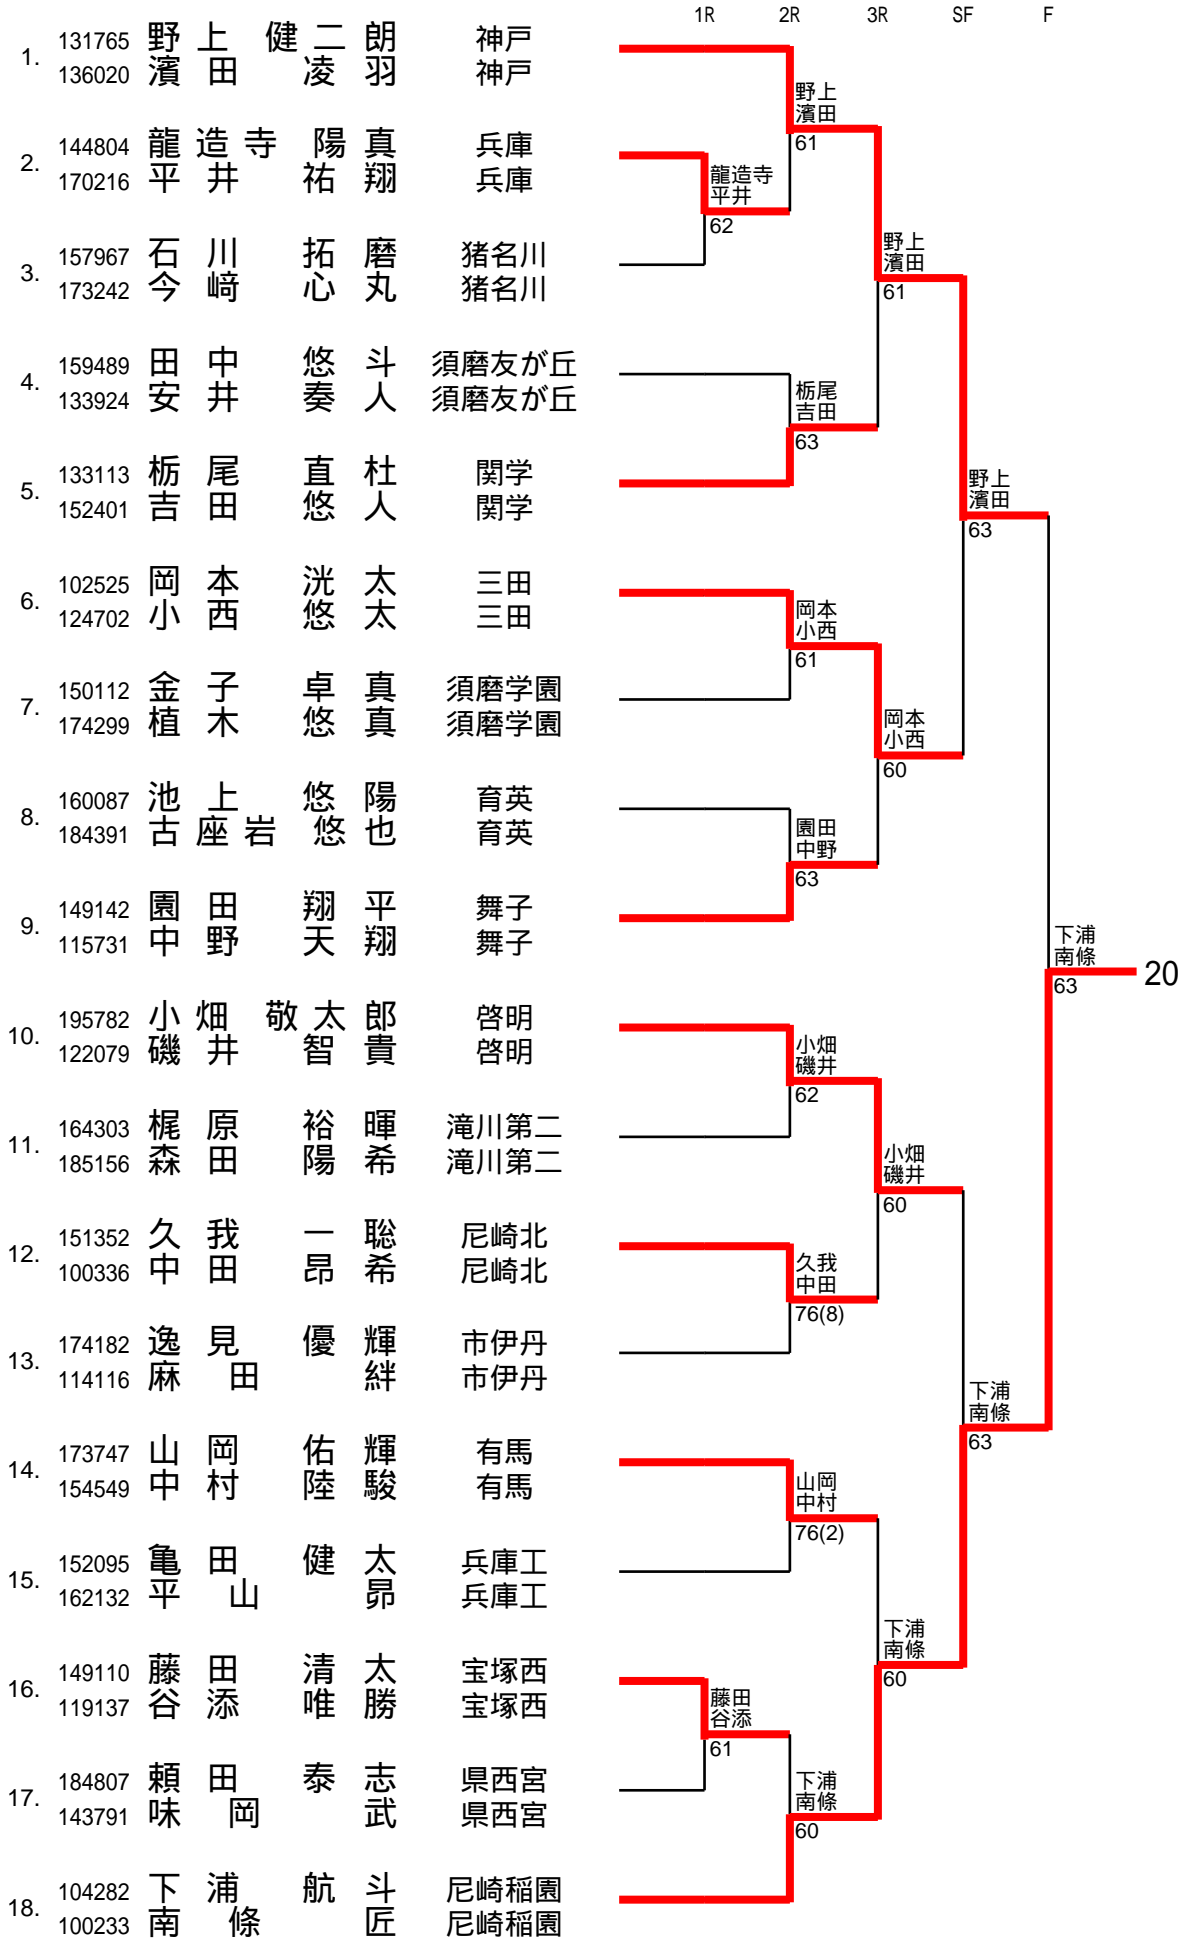 1R 2R 3R SF F
1.
131765 野上 健二朗 神戸
136020 濱田 凌羽 神戸
2.
144804 龍造寺 陽真 兵庫
170216 平井 祐翔 兵庫
3.
157967 石川 拓磨 猪名川
173242 今﨑 心丸 猪名川
4.
159489 田中 悠斗 須磨友が丘
133924 安井 奏人 須磨友が丘
5.
133113 栃尾 直杜 関学
152401 吉田 悠人 関学
6.
102525 岡本 洸太 三田
124702 小西 悠太 三田
7.
150112 金子 卓真 須磨学園
174299 植木 悠真 須磨学園
8.
160087 池上 悠陽 育英
184391 古座岩 悠也 育英
9.
149142 園田 翔平 舞子
115731 中野 天翔 舞子
10.
195782 小畑 敬太郎 啓明
122079 磯井 智貴 啓明
11.
164303 梶原 裕暉 滝川第二
185156 森田 陽希 滝川第二
12.
151352 久我 一聡 尼崎北
100336 中田 昂希 尼崎北
13.
174182 逸見 優輝 市伊丹
114116 麻田 絆 市伊丹
14.
173747 山岡 佑輝 有馬
154549 中村 陸駿 有馬
15.
152095 亀田 健太 兵庫工
162132 平山 昴 兵庫工
16.
149110 藤田 清太 宝塚西
119137 谷添 唯勝 宝塚西
17.
184807 頼田 泰志 県西宮
143791 味岡 武 県西宮
18.
104282 下浦 航斗 尼崎稲園
100233 南條 匠 尼崎稲園
龍造寺
平井
62
藤田
谷添
61
野上
濱田
61
栃尾
吉田
63
岡本
小西
61
園田
中野
63
小畑
磯井
62
久我
中田
76(8)
山岡
中村
76(2)
下浦
南條
60
野上
濱田
61
岡本
小西
60
小畑
磯井
60
下浦
南條
60
野上
濱田
63
下浦
南條
63
下浦
南條
63
20